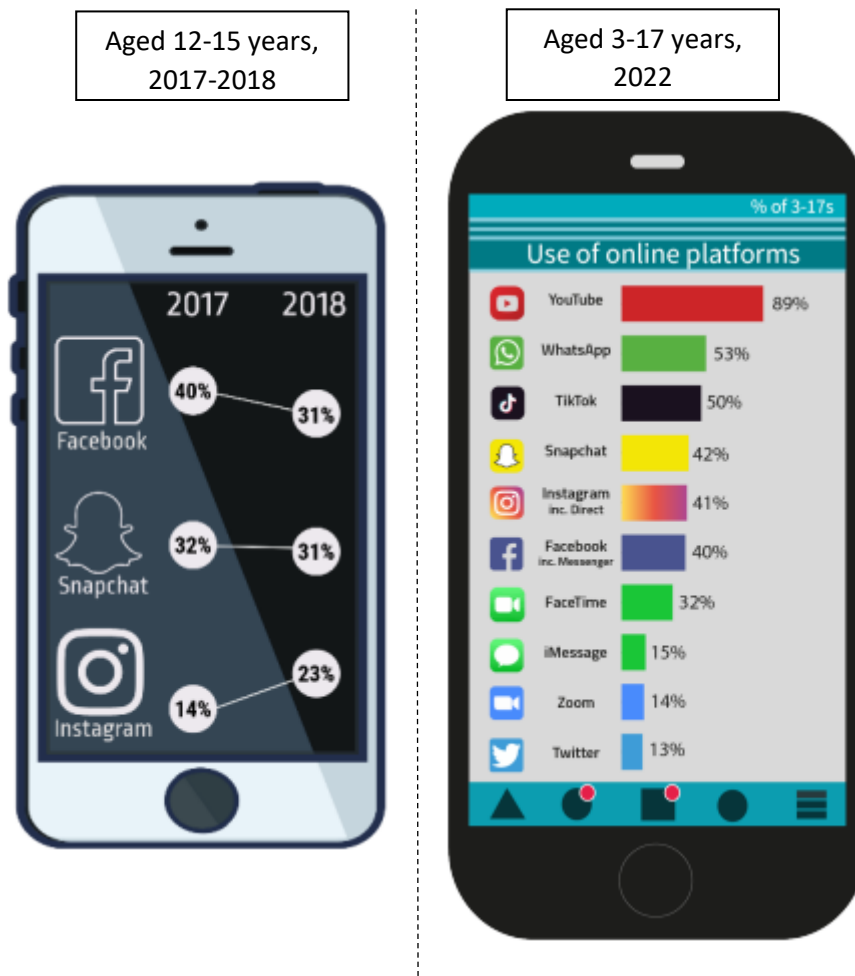 Aged 12-15 years,
2017-2018
2017 2018
40%
31%
Facebook
32%
31%
Snapchat
23%
14%
Instagram
Aged 3-17 years,
2022
% of 3-17s
Use of online platforms
YouTube 89%
WhatsApp 53%
TikTok 50%
Snapchat 42%
Instagram
inc. Direct
41%
Facebook
inc. Messenger
40%
FaceTime 32%
iMessage 15%
Zoom 14%
Twitter 13%